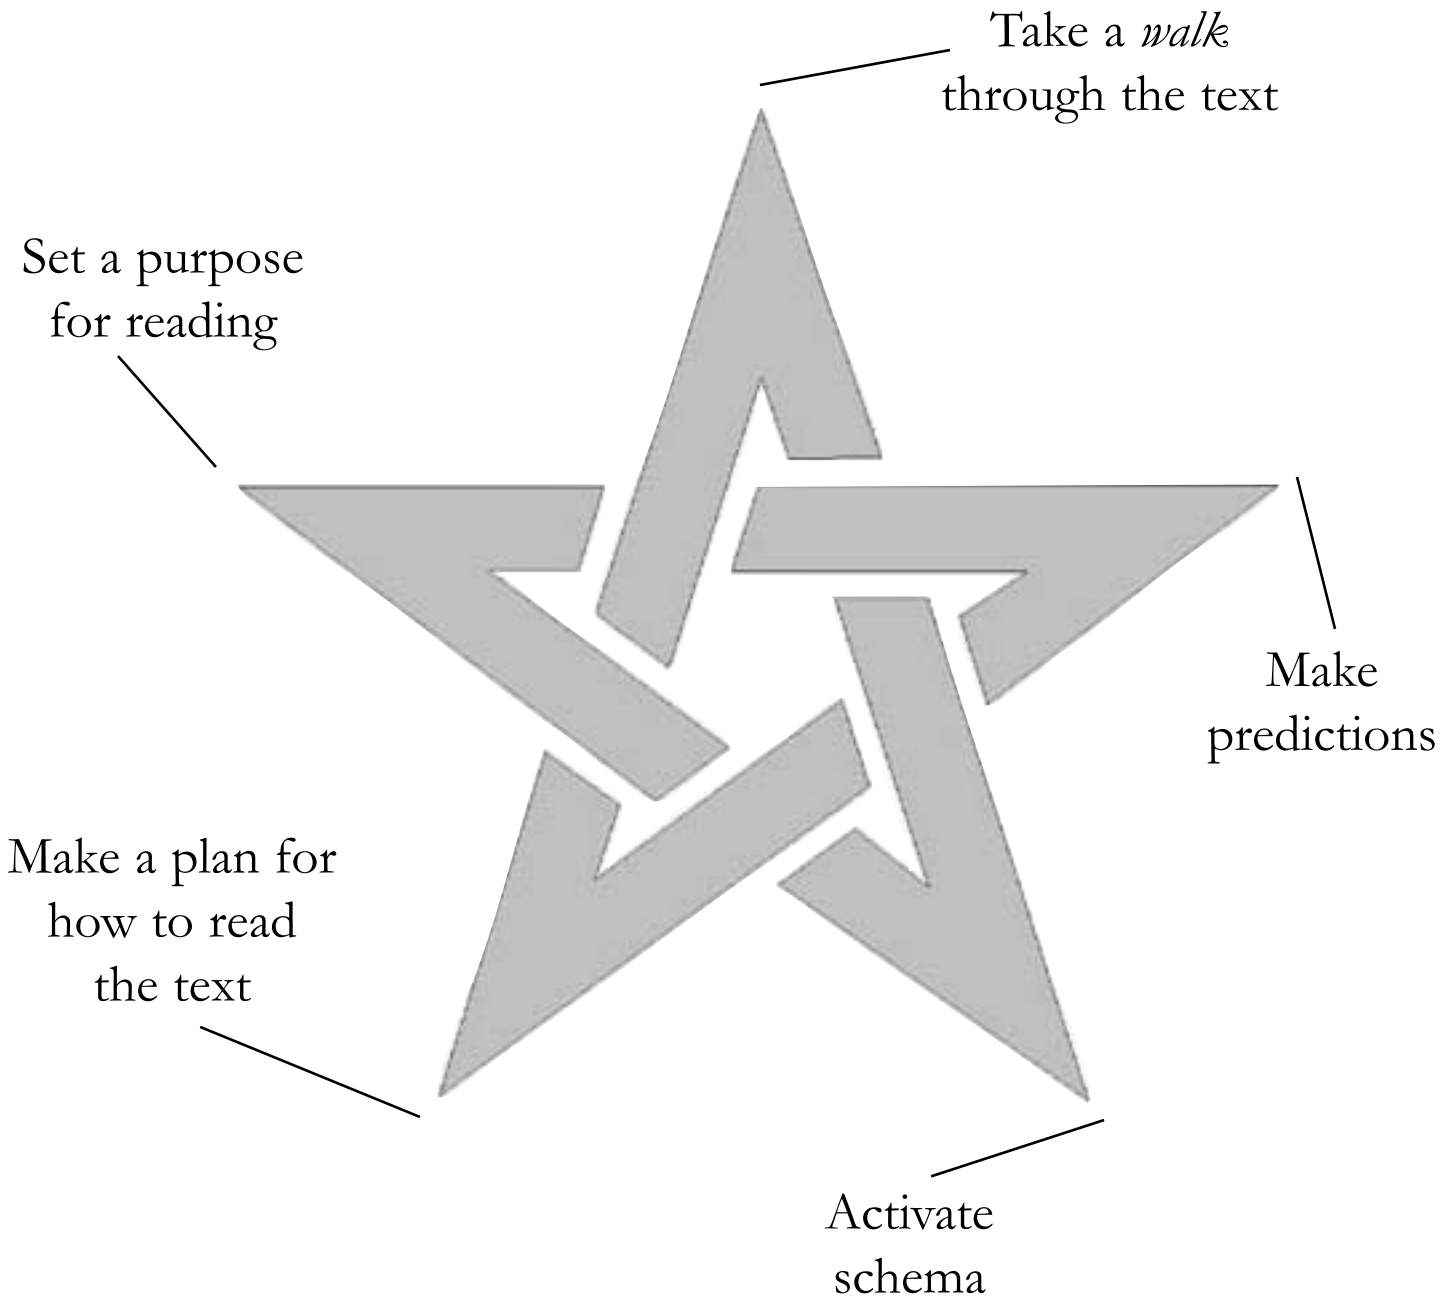 Take a walk
through the text
Set a purpose
for reading
Make
predictions
Make a plan for
how to read
the text
Activate
schema